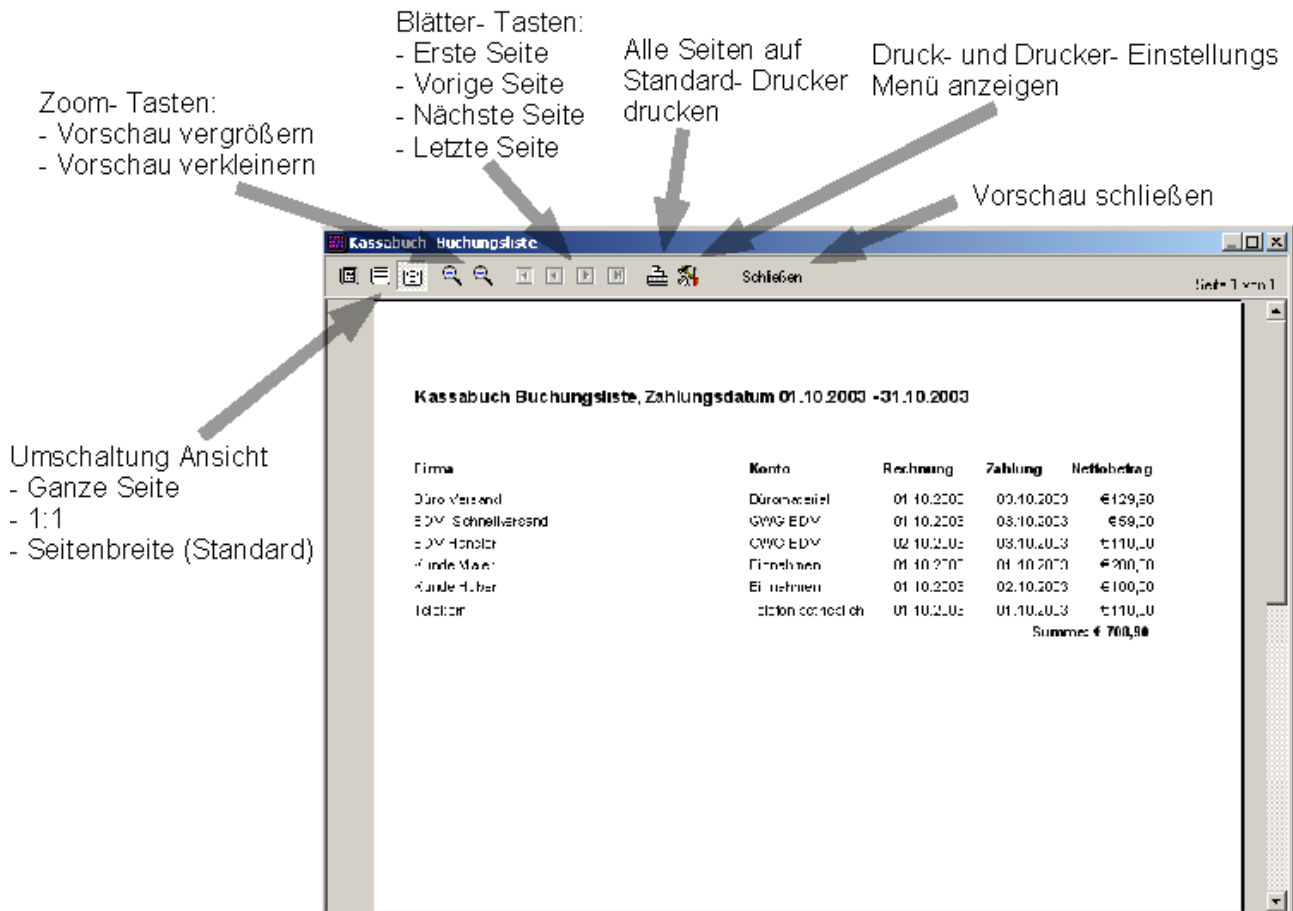 Blätter- Tasten:
- Erste Seite
- Vorige Seite
- Nächste Seite
- Letzte Seite
Alle Seiten auf
Standard- Drucker
drucken
Druck- und Drucker- Einstellungs
Menü anzeigen
Zoom- Tasten:
- Vorschau vergrößern
- Vorschau verkleinern
Vorschau schließen
Kassabuch Buchungsliste
Schließen
Seite 1 von 1
Kassabuch Buchungsliste, Zahlungsdatum 01.10.2003 -31.10.2003
Umschaltung Ansicht
- Ganze Seite
- 1:1
- Seitenbreite (Standard)
Firma Konto Rechnung Zahlung Nettobetrag
Büro Versand Büromaterial 01.10.2003 €129,90
EDV Schnellversand GWG EDV 01.10.2003 03.10.2003
EDV Händler GWG EDV 02.10.2003 03.10.2003 €110,00
Kunde Maier Einnahmen 01.10.2003 01.10.2003 €200,00
Kunde Huber Einnahmen 01.10.2003 02.10.2003 €100,00
Telekom Telefon betrieblich 01.10.2003 01.10.2003 €110,00
Summe: € 708,90